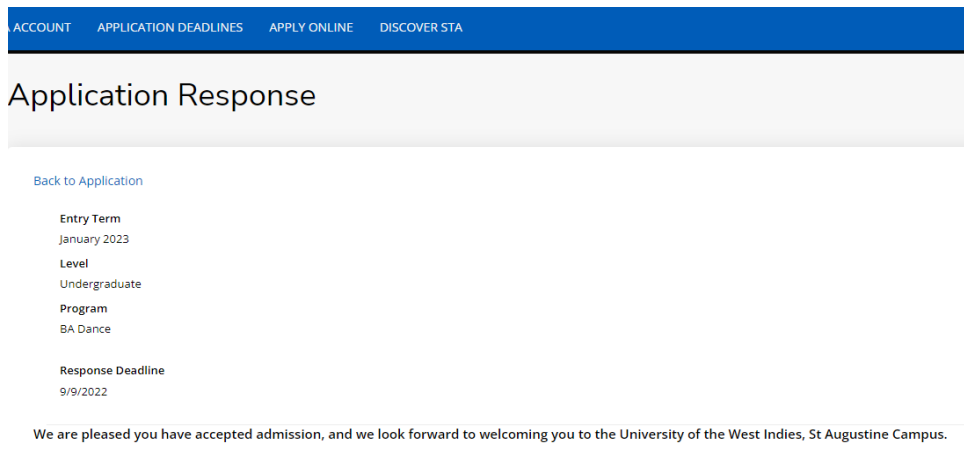 ACCOUNT APPLICATION DEADLINES APPLY ONLINE DISCOVER STA
Application Response
Back to Application
Entry Term
January 2023
Level
Undergraduate
Program
BA Dance
Response Deadline
9/9/2022
We are pleased you have accepted admission, and we look forward to welcoming you to the University of the West Indies, St Augustine Campus.